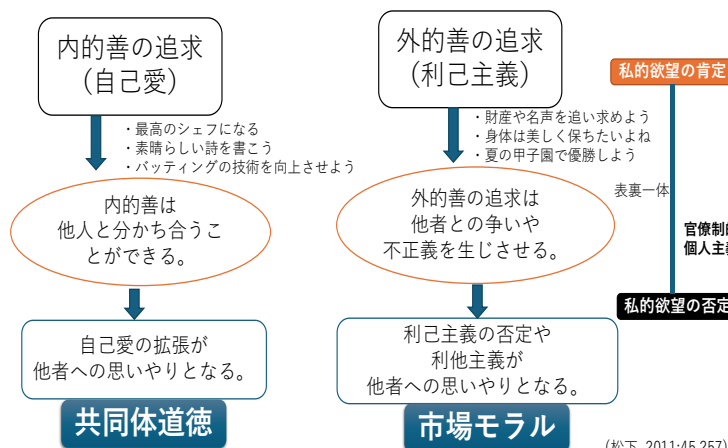 内的善の追求
（自己愛）
・最高のシェフになる
・素晴らしい詩を書こう
・バッティングの技術を向上させよう
内的善は
他人と分かち合うこ
とができる。
自己愛の拡張が
他者への思いやりとなる。
共同体道徳
外的善の追求
（利己主義）
・財産や名声を追い求めよう
・身体は美しく保ちたいよね
・夏の甲子園で優勝しよう
外的善の追求は
他者との争いや
不正義を生じさせる。
利己主義の否定や
利他主義が
他者への思いやりとなる。
市場モラル
私的欲望の肯定
表裏一体
官僚制
個人主
私的欲望の否定
(松下, 2011:45,257)